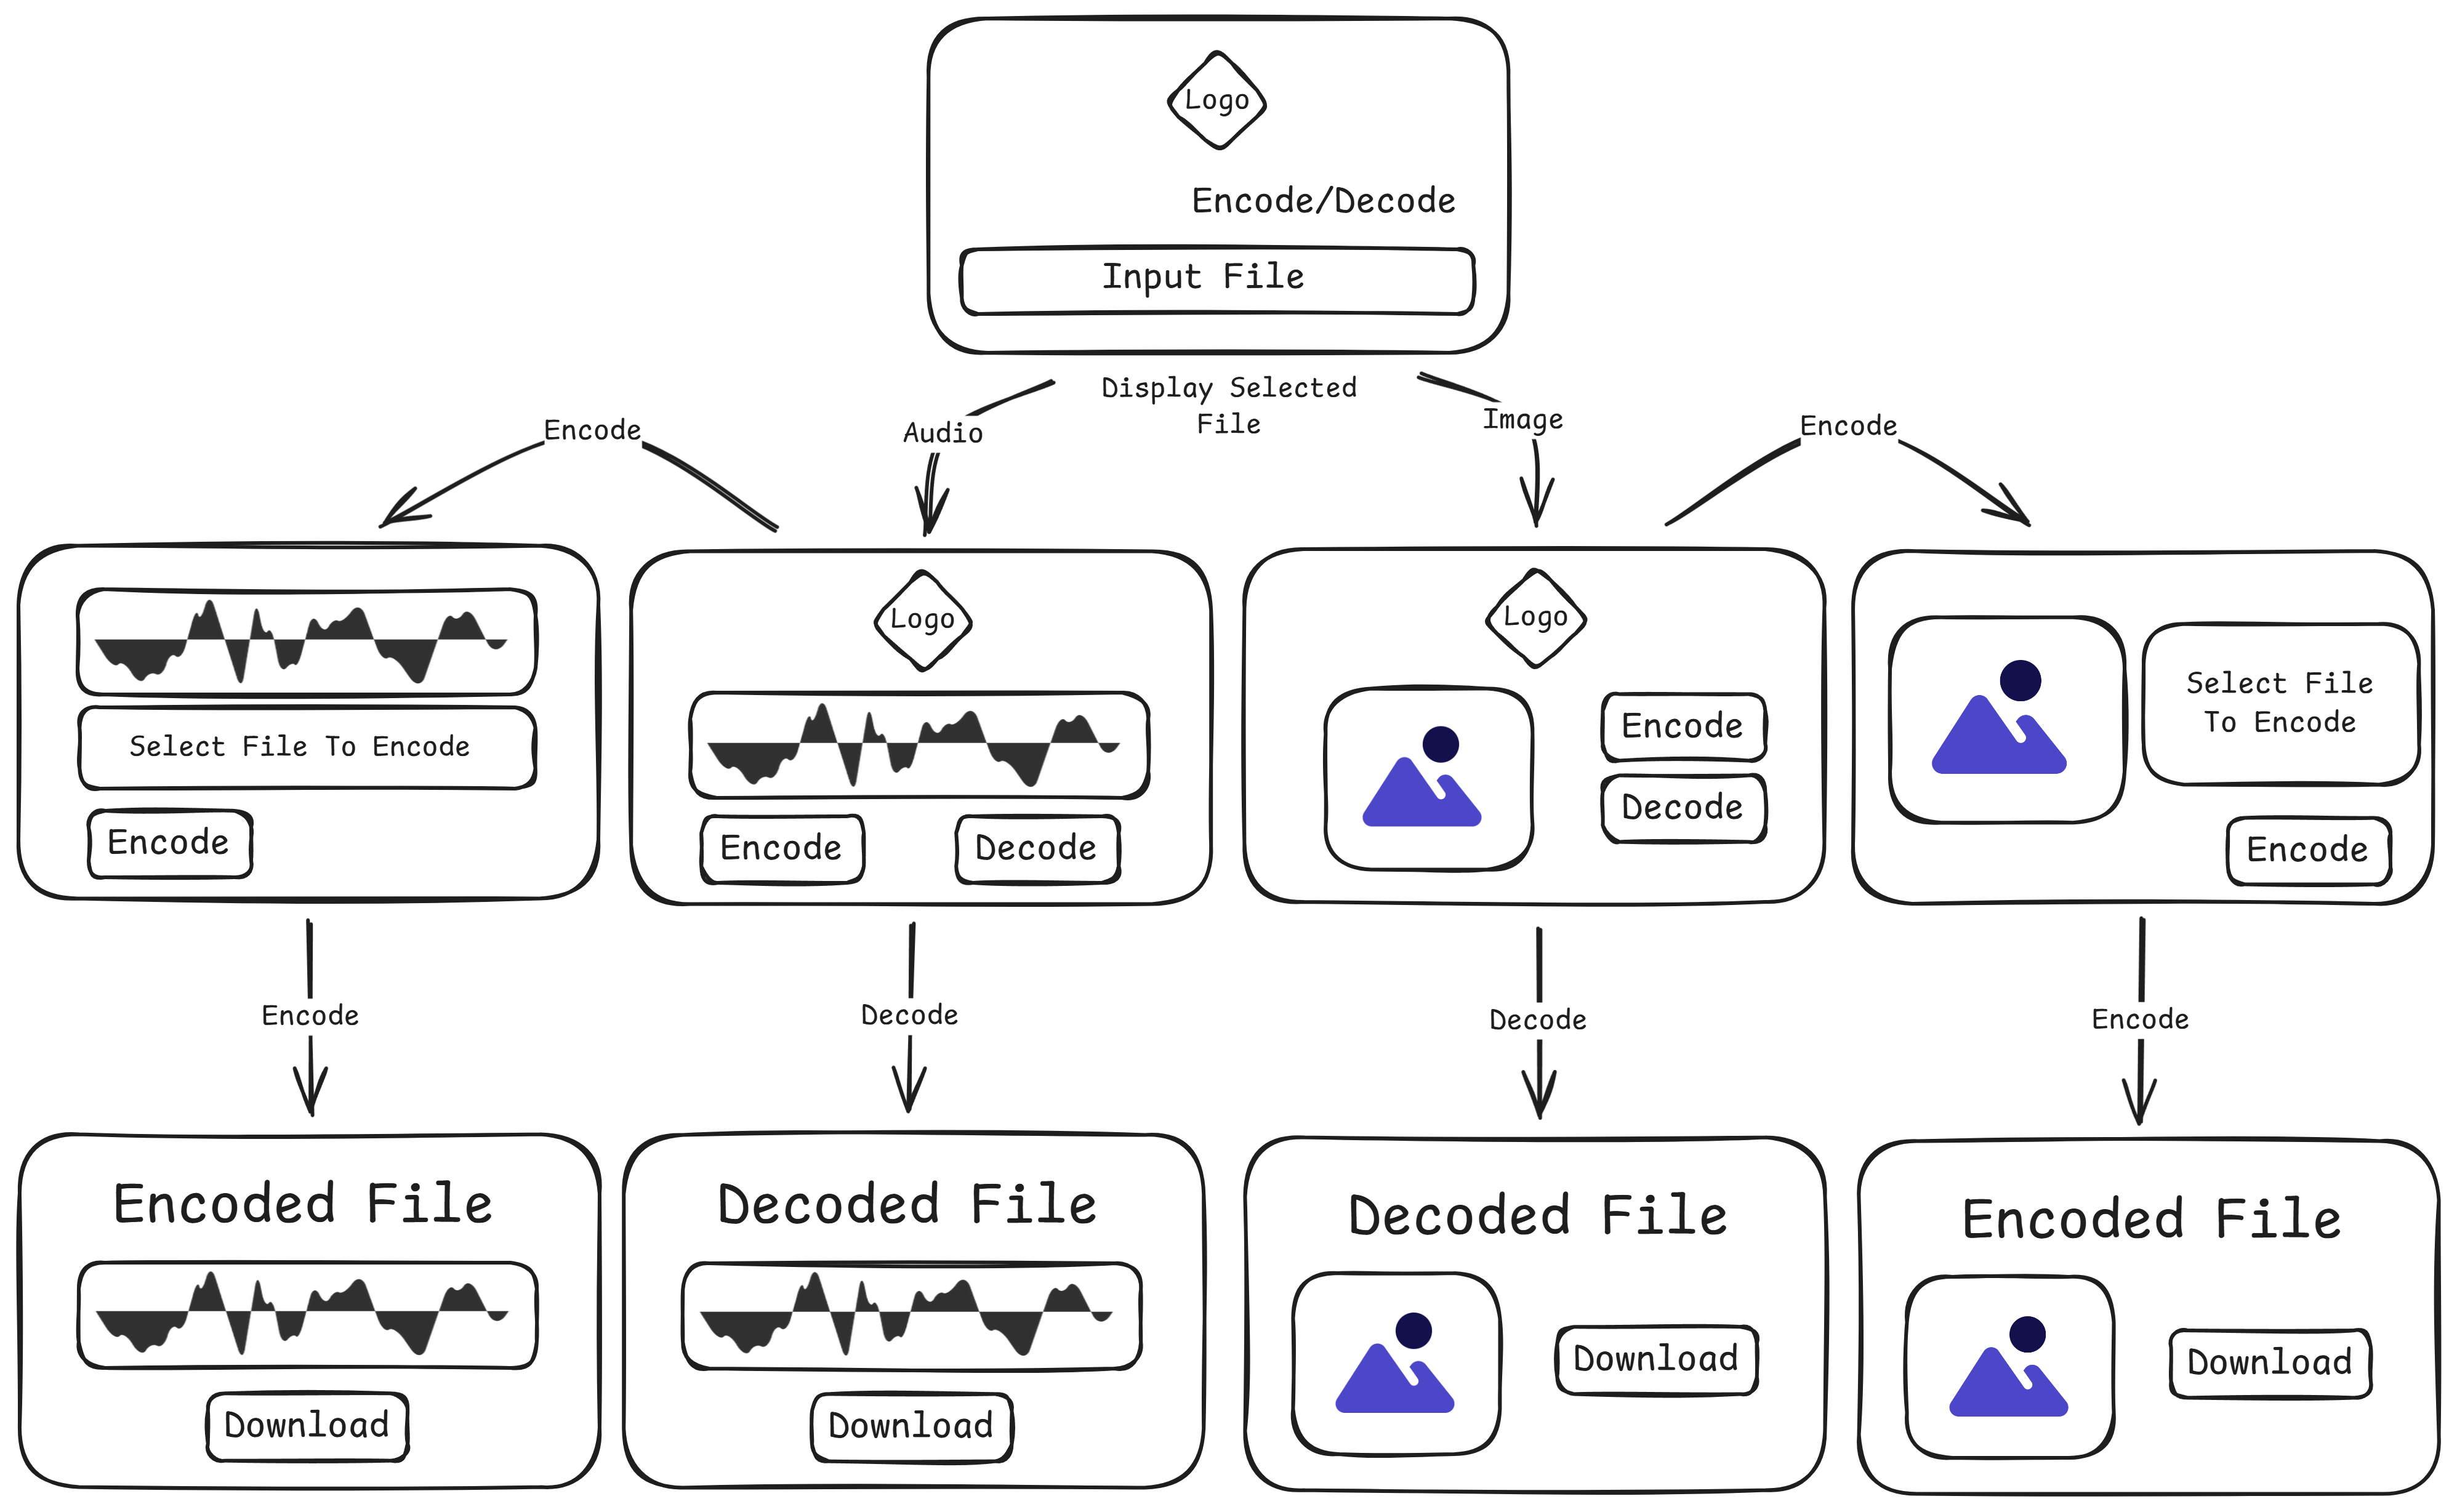 Logo
Encode/Decode
Input File
Display Selected
File
Encode
Audio
Image
Encode
Select File To Encode
Encode
Logo
Encode
Decode
Logo
Encode
Decode
Select File
To Encode
Encode
Encode
Decode
Decode
Encode
Encoded File
Download
Decoded File
Download
Decoded File
Download
Encoded File
Download